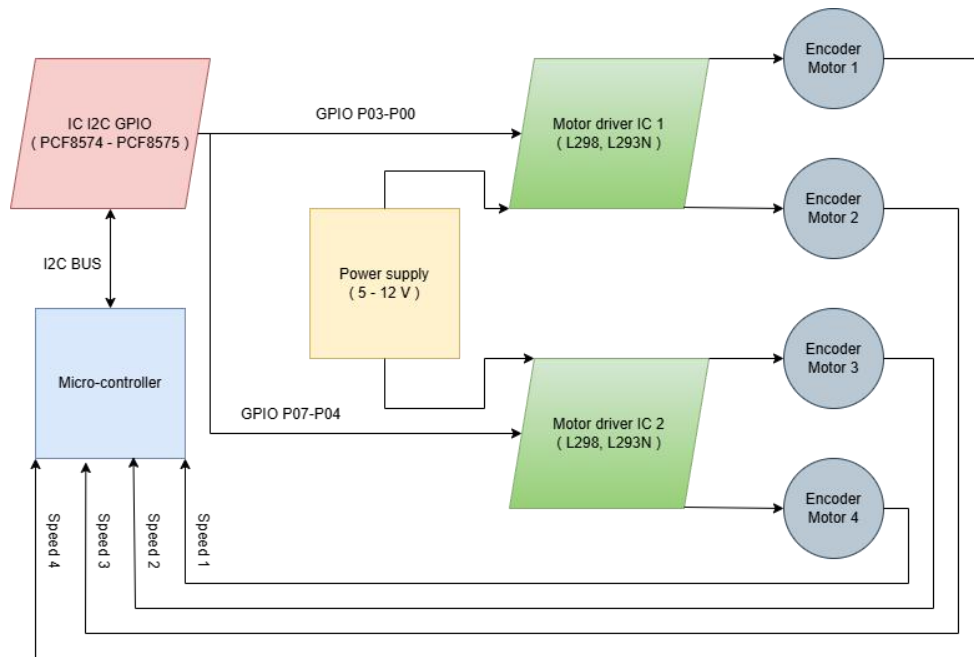 Encoder
Motor 1
IC I2C GPIO
( PCF8574 - PCF8575 )
GPIO P03-P00
Motor driver IC 1
( L298, L293N )
Encoder
Motor 2
I2C BUS
Power supply
( 5 - 12 V )
Encoder
Motor 3
Micro-controller
GPIO P07-P04
Motor driver IC 2
( L298, L293N )
Encoder
Motor 4
Speed 4
Speed 3
Speed 2
Speed 1